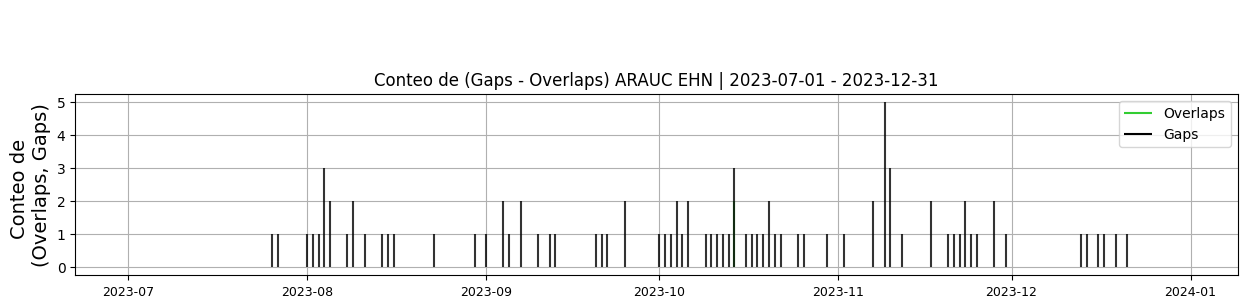 Conteo de (Gaps - Overlaps) ARAUC EHN | 2023-07-01 - 2023-12-31
Conteo de
(Overlaps, Gaps)
5
4
3
2
1
0
Overlaps
Gaps
2023-07
2023-08
2023-09
2023-10
2023-11
2023-12
2024-01